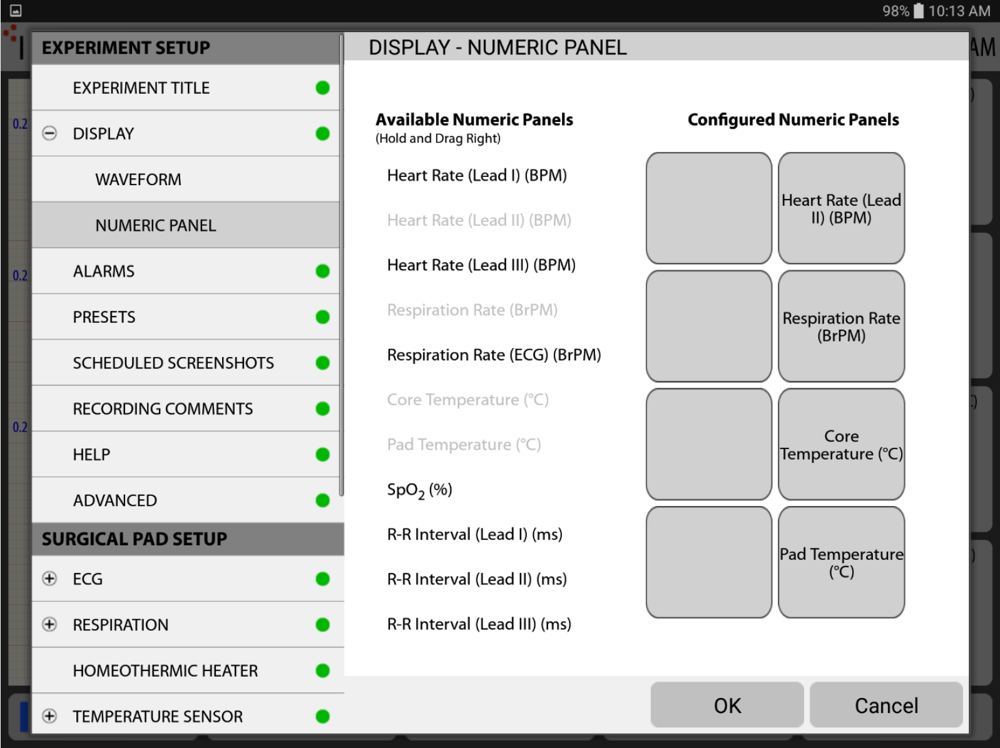 98% 10:13 AM
AM
EXPERIMENT SETUP
EXPERIMENT TITLE
DISPLAY
WAVEFORM
NUMERIC PANEL
ALARMS
PRESETS
SCHEDULED SCREENSHOTS
RECORDING COMMENTS
HELP
ADVANCED
SURGICAL PAD SETUP
ECG
RESPIRATION
HOMEOTHERMIC HEATER
TEMPERATURE SENSOR
0.2
0.2
0.2
DISPLAY - NUMERIC PANEL
Available Numeric Panels
(Hold and Drag Right)
Heart Rate (Lead I) (BPM)
Heart Rate (Lead II) (BPM)
Heart Rate (Lead III) (BPM)
Respiration Rate (BrPM)
Respiration Rate (ECG) (BrPM)
Core Temperature (°C)
Pad Temperature (°C)
SpO₂ (%)
R-R Interval (Lead I) (ms)
R-R Interval (Lead II) (ms)
R-R Interval (Lead III) (ms)
Configured Numeric Panels
Heart Rate (Lead
II) (BPM)
Respiration Rate
(BrPM)
Core
Temperature (°C)
Pad Temperature
(°C)
OK
Cancel